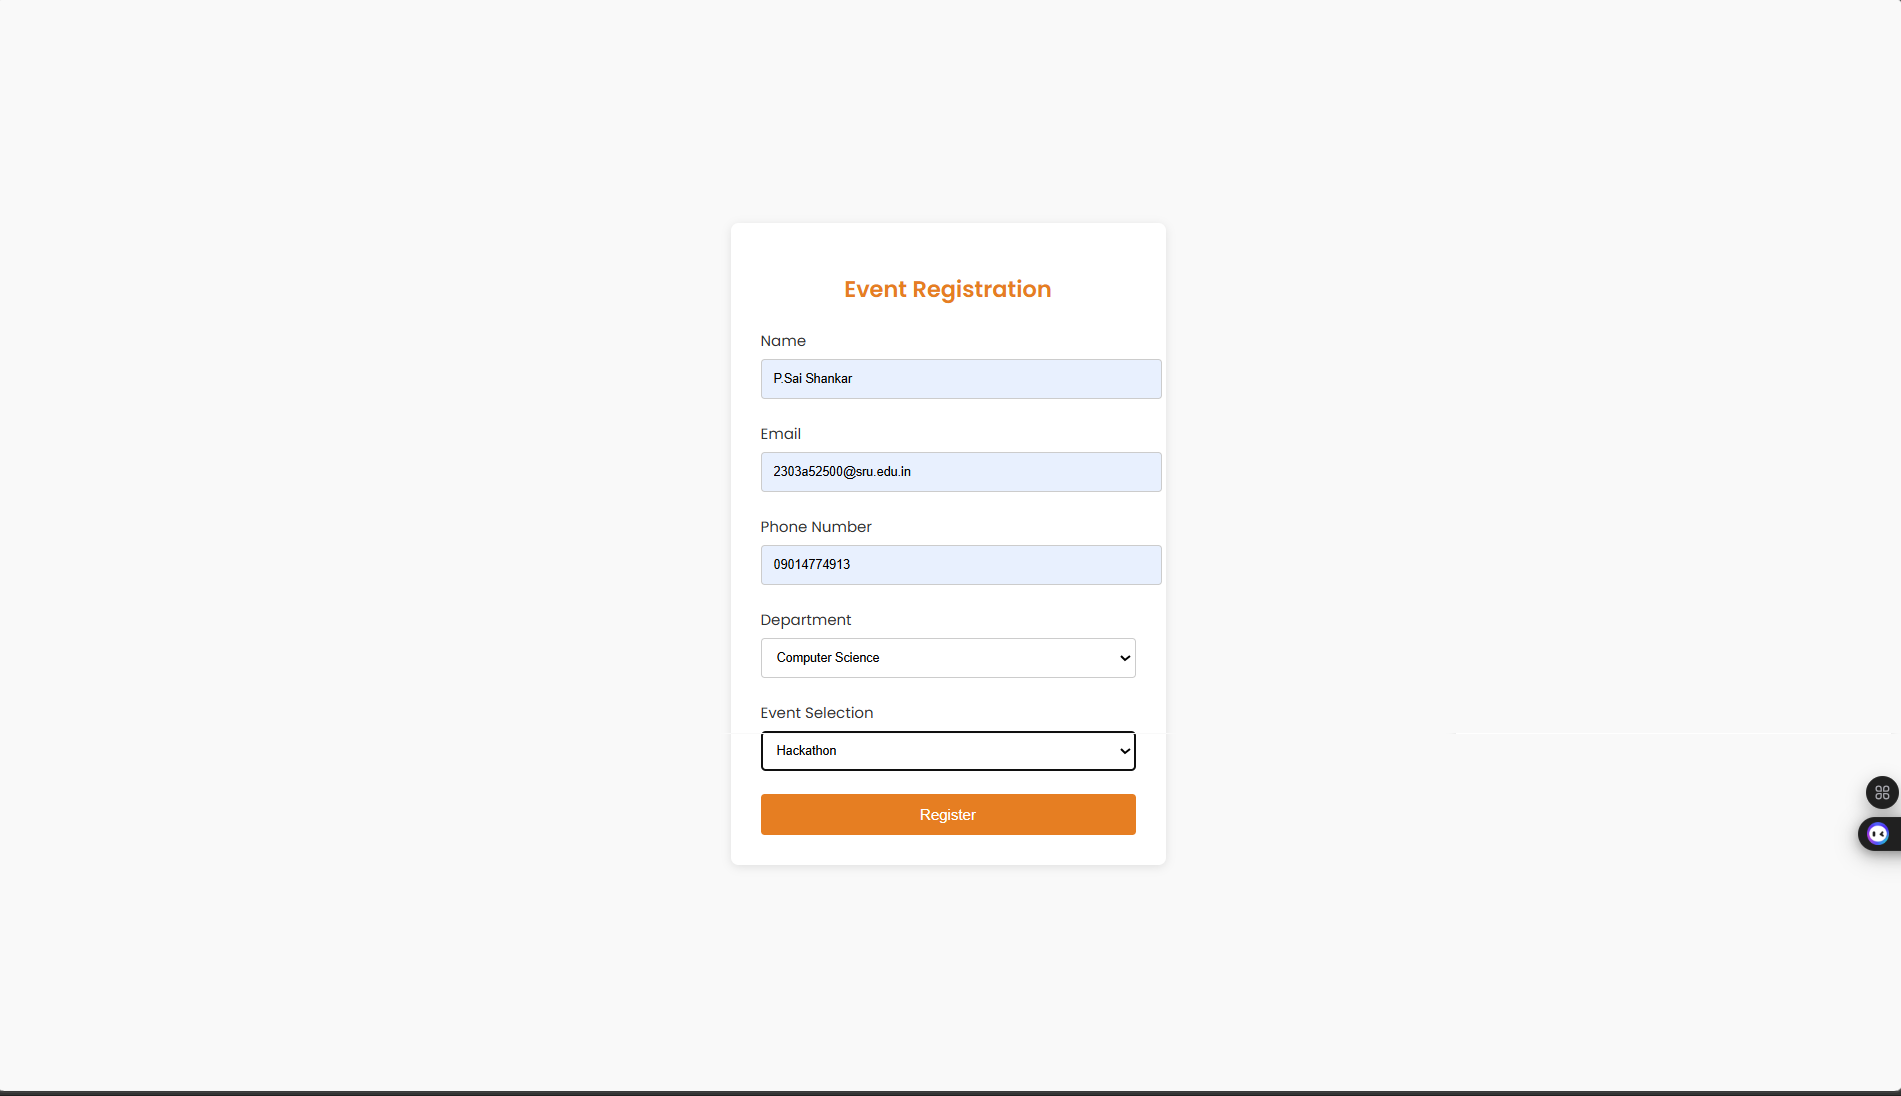 Event Registration
Name
P.Sai Shankar
Email
2303a52500@sru.edu.in
Phone Number
09014774913
Department
Computer Science
Event Selection
Hackathon
Register